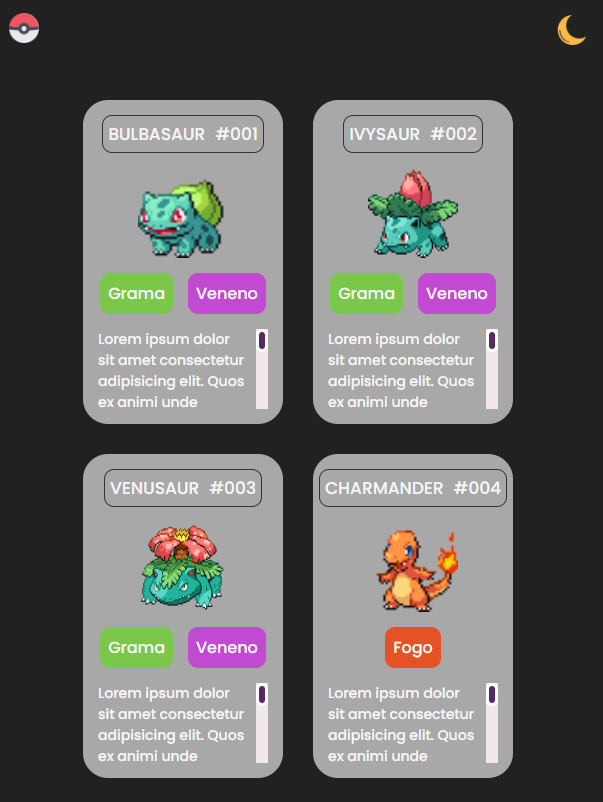 BULBASAUR #001
Grama Veneno
Lorem ipsum dolor
sit amet consectetur
adipisicing elit. Quos
ex animi unde
IVYSAUR #002
Grama Veneno
Lorem ipsum dolor
sit amet consectetur
adipisicing elit. Quos
ex animi unde
VENUSAUR #003
Grama Veneno
Lorem ipsum dolor
sit amet consectetur
adipisicing elit. Quos
ex animi unde
CHARMANDER #004
Fogo
Lorem ipsum dolor
sit amet consectetur
adipisicing elit. Quos
ex animi unde